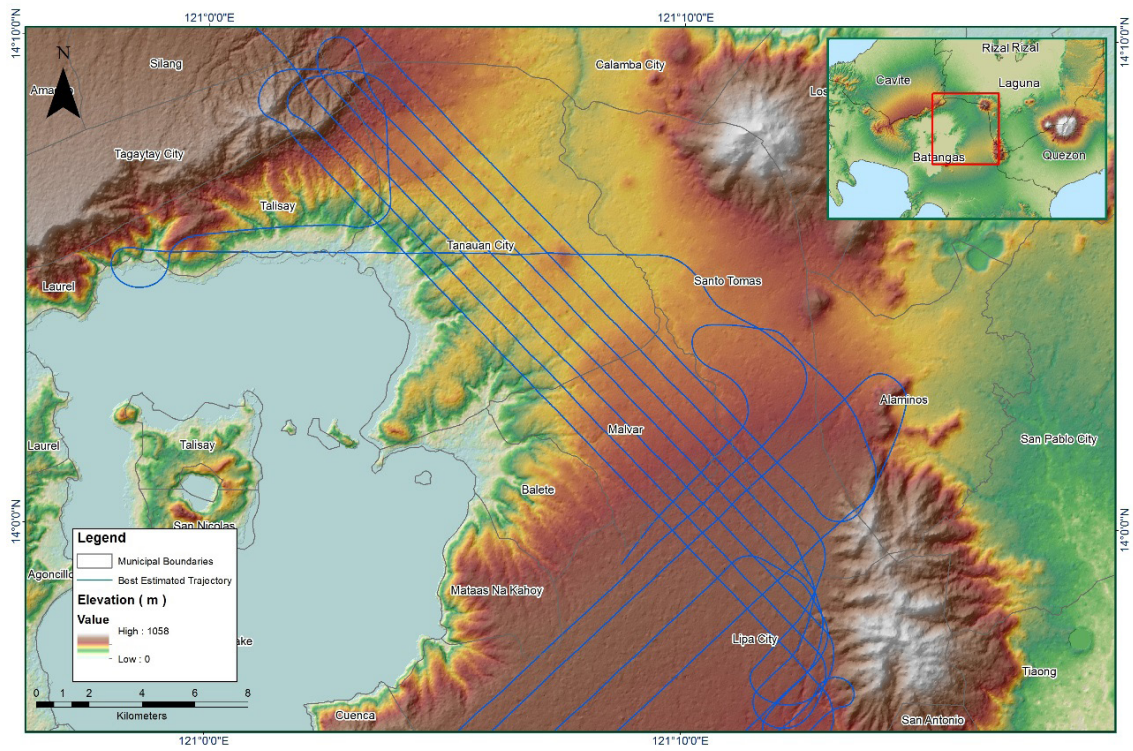 121°0'0"E
121°10'0"E
14°10'0"N
14°10'0"N
N
Silang
Calamba City
Los
Tagaytay City
Talisay
Tanauan City
Santo Tomas
Laurel
Rizal Rizal
Cavite
Laguna
Batangas
Quezon
Alaminos
San Pablo City
Malvar
Laurel
Talisay
Balete
San Nicolas
14°0'0"N
14°0'0"N
Agoncillo
Mataas Na Kahoy
Lipa City
Tiaong
Cuenca
San Antonio
Legend
Municipal Boundaries
Best Estimated Trajectory
Elevation ( m )
Value
High : 1058
Low : 0
ake
0 1 2 4 6 8
Kilometers
121°0'0"E
121°10'0"E